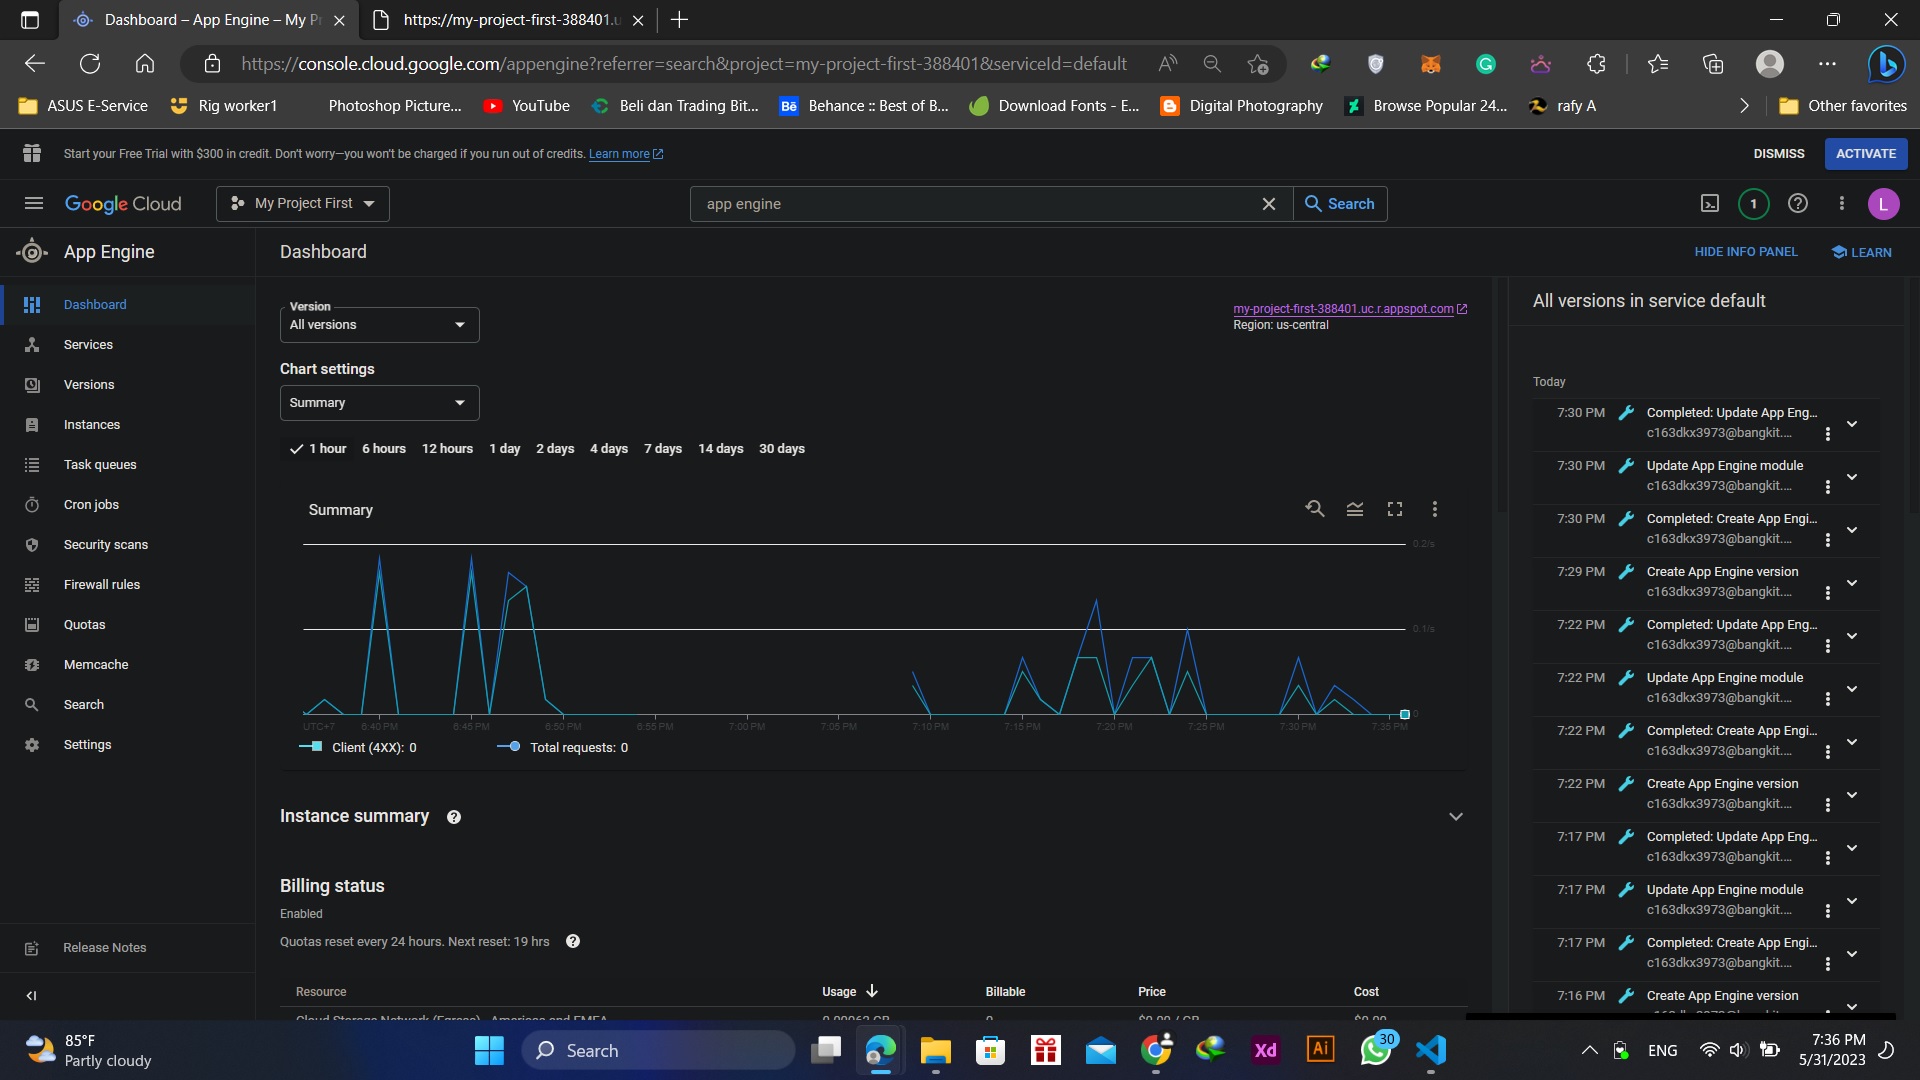 Dashboard – App Engine – My P
https://my-project-first-388401.u
https://console.cloud.google.com/appengine?referrer=search&project=my-project-first-388401&serviceId=default
ASUS E-Service
Rig worker1
Photoshop Picture...
YouTube
Beli dan Trading Bit...
Behance :: Best of B...
Download Fonts - E...
Digital Photography
Browse Popular 24...
rafy A
Other favorites
Start your Free Trial with $300 in credit. Don't worry—you won't be charged if you run out of credits. Learn more
DISMISS
ACTIVATE
Google Cloud
My Project First
app engine
Search
1
L
App Engine
Dashboard
HIDE INFO PANEL
LEARN
Dashboard
Services
Versions
Instances
Task queues
Cron jobs
Security scans
Firewall rules
Quotas
Memcache
Search
Settings
Release Notes
Version
All versions
my-project-first-388401.uc.r.appspot.com
Region: us-central
Chart settings
Summary
1 hour 6 hours 12 hours 1 day 2 days 4 days 7 days 14 days 30 days
Summary
0.2/s
0.1/s
0
UTC+7 6:40 PM 6:45 PM 6:50 PM 6:55 PM 7:00 PM 7:05 PM 7:10 PM 7:15 PM 7:20 PM 7:25 PM 7:30 PM 7:35 PM
Client (4XX): 0 Total requests: 0
Instance summary
Billing status
Enabled
Quotas reset every 24 hours. Next reset: 19 hrs
Resource Usage Billable Price Cost
All versions in service default
Today
7:30 PM Completed: Update App Eng...
c163dkx3973@bangkit....
7:30 PM Update App Engine module
c163dkx3973@bangkit....
7:30 PM Completed: Create App Engi...
c163dkx3973@bangkit....
7:29 PM Create App Engine version
c163dkx3973@bangkit....
7:22 PM Completed: Update App Eng...
c163dkx3973@bangkit....
7:22 PM Update App Engine module
c163dkx3973@bangkit....
7:22 PM Completed: Create App Engi...
c163dkx3973@bangkit....
7:22 PM Create App Engine version
c163dkx3973@bangkit....
7:17 PM Completed: Update App Eng...
c163dkx3973@bangkit....
7:17 PM Update App Engine module
c163dkx3973@bangkit....
7:17 PM Completed: Create App Engi...
c163dkx3973@bangkit....
7:16 PM Create App Engine version
85°F
Partly cloudy
Search
Xd
Ai
30
ENG
7:36 PM
5/31/2023